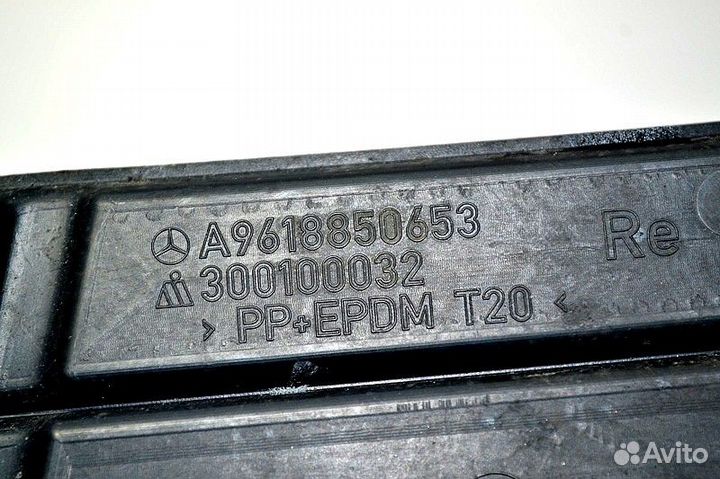 A9618850653
300100032
> PP+EPDM T20 <
Re
Avito